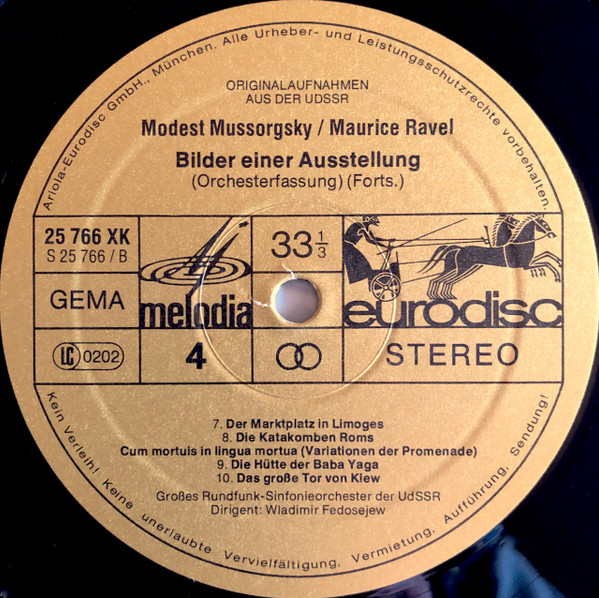 Ariola-Eurodisc GmbH., München. Alle Urheber- und Leistungsschutzrechte vorbehalten.
ORIGINALAUFNAHMEN
AUS DER UDSSR
Modest Mussorgsky / Maurice Ravel
Bilder einer Ausstellung
(Orchesterfassung) (Forts.)
25 766 XK
S 25 766 / B
GEMA
LC 0202
melodia
4
33 1/3
eurodisc
STEREO
7. Der Marktplatz in Limoges
8. Die Katakomben Roms
Cum mortuis in lingua mortua (Variationen der Promenade)
9. Die Hütte der Baba Yaga
10. Das große Tor von Kiew
Großes Rundfunk-Sinfonieorchester der UdSSR
Dirigent: Wladimir Fedosejew
Kein Verleih! Keine unerlaubte Vervielfältigung, Vermietung, Aufführung, Sendung!